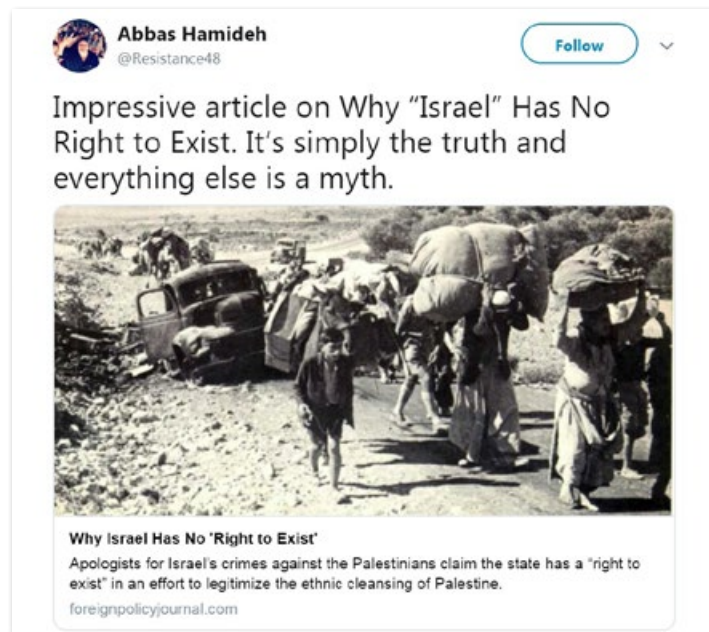 Abbas Hamideh
@Resistance48
Follow
Impressive article on Why “Israel” Has No
Right to Exist. It’s simply the truth and
everything else is a myth.
Why Israel Has No 'Right to Exist'
Apologists for Israel's crimes against the Palestinians claim the state has a "right to
exist" in an effort to legitimize the ethnic cleansing of Palestine.
foreignpolicyjournal.com